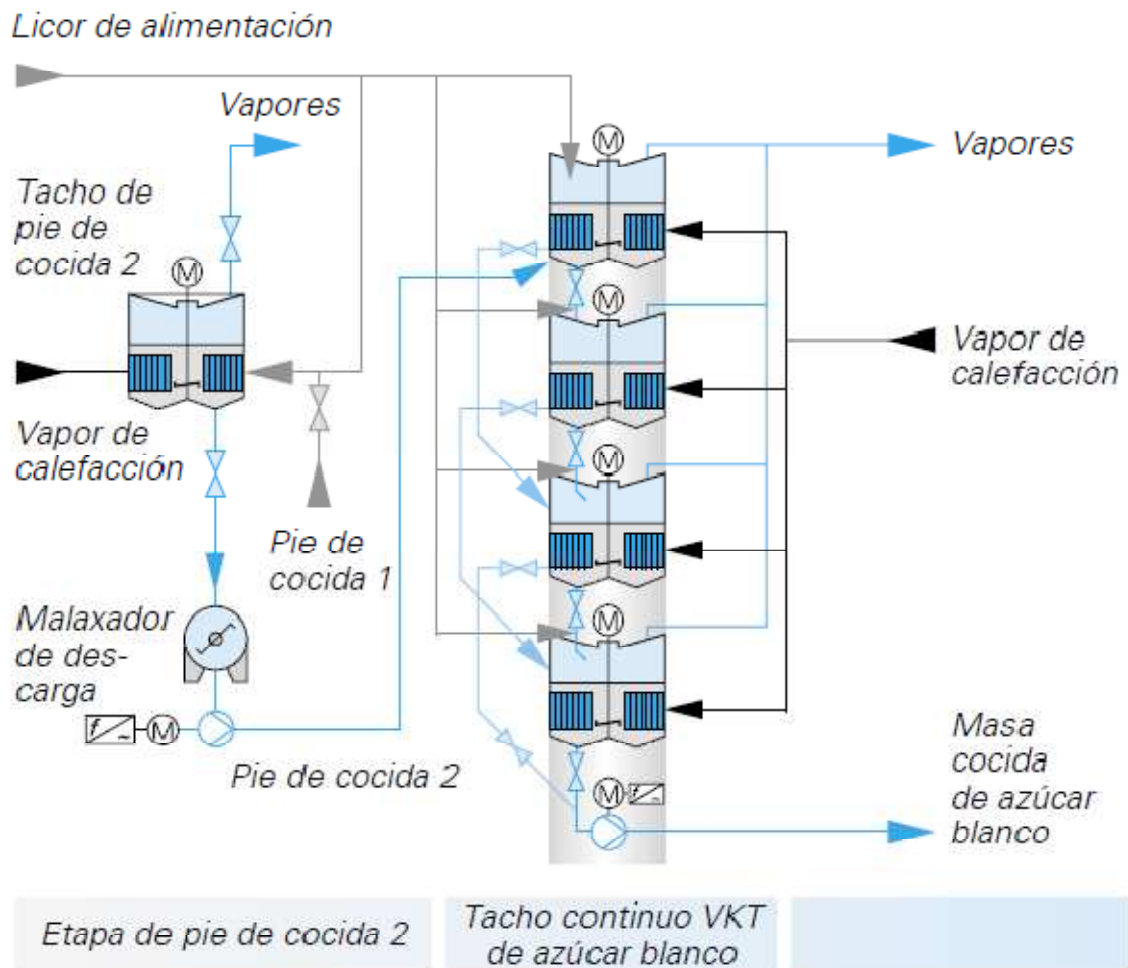 Licor de alimentación
Vapores
Tacho de
pie de
cocida 2
M
Vapor de
calefacción
Pie de
cocida 1
Malaxador
de des-
carga
f ~
M
Pie de cocida 2
M
Vapores
M
Vapor de
calefacción
M
M
Masa
cocida
de azúcar
blanco
M
f ~
Etapa de pie de cocida 2
Tacho continuo VKT
de azúcar blanco